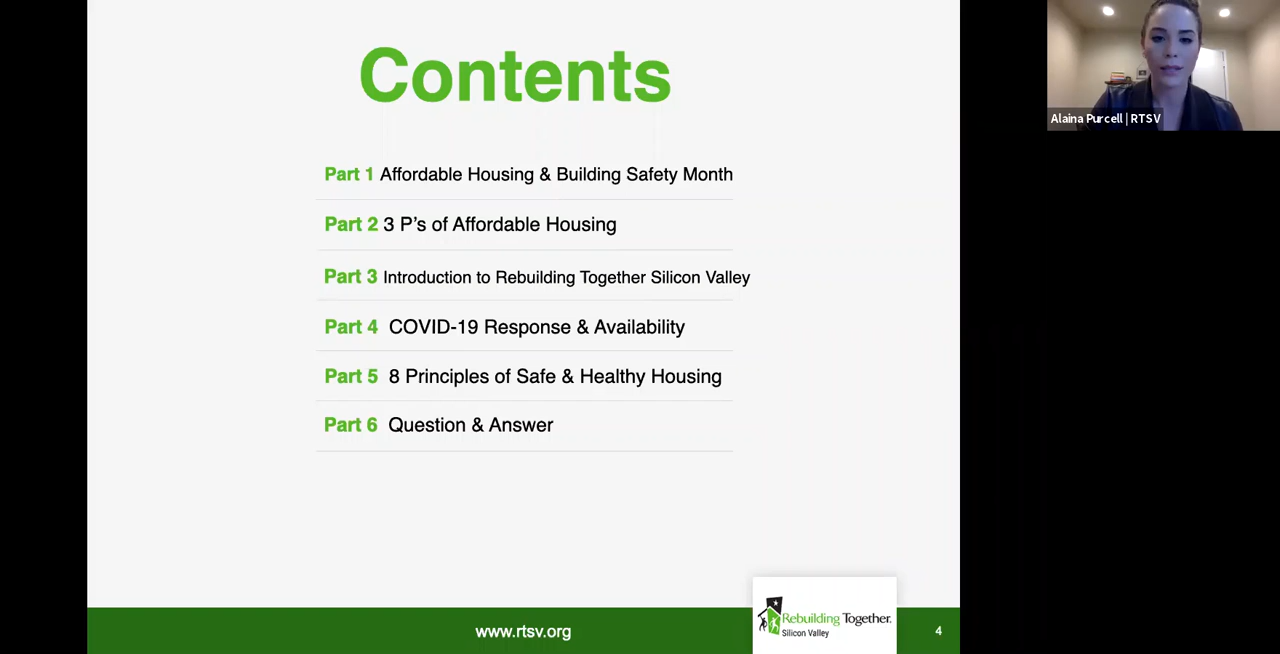 Contents
Part 1 Affordable Housing & Building Safety Month
Part 2 3 P’s of Affordable Housing
Part 3 Introduction to Rebuilding Together Silicon Valley
Part 4 COVID-19 Response & Availability
Part 5 8 Principles of Safe & Healthy Housing
Part 6 Question & Answer
www.rtsv.org
Rebuilding Together.
Silicon Valley
4
Alaina Purcell | RTSV